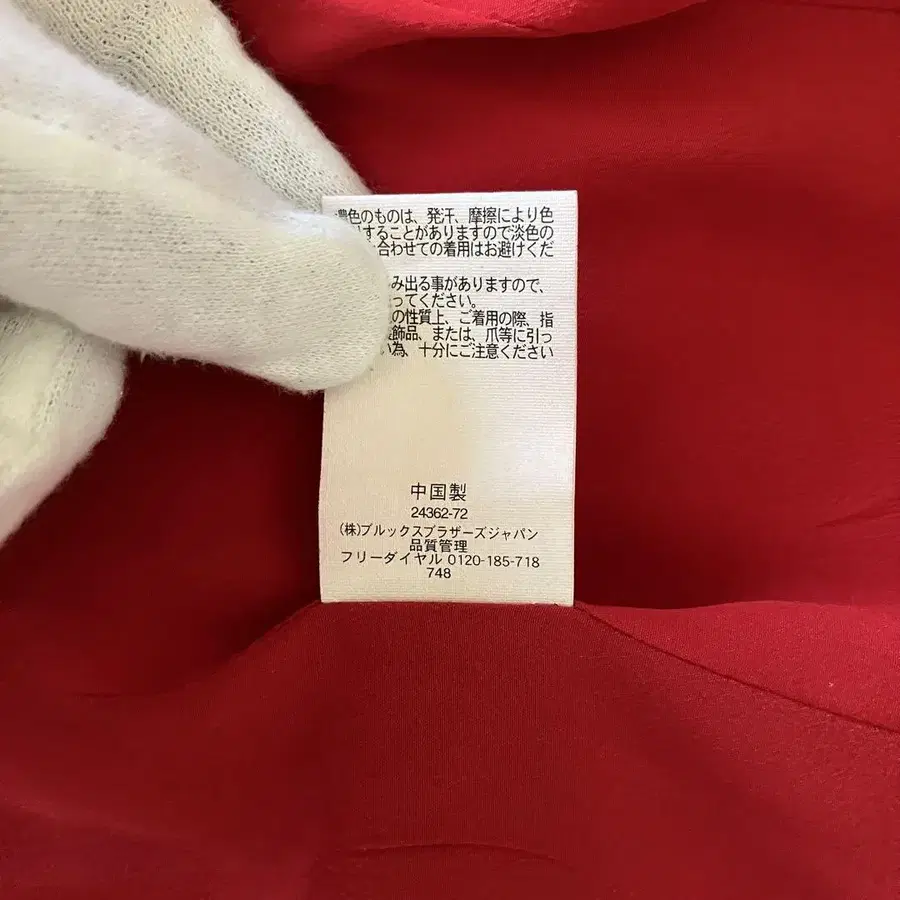 濃色のものは、発汗、摩擦により色
することがありますので淡色の
合わせての着用はお避けくだ
み出る事がありますので、
ってください。
の性質上、ご着用の際、指
飾品、または、爪等に引っ
い為、十分にご注意ください
中国製
24362-72
(株)ブルックスブラザーズジャパン
品質管理
フリーダイヤル 0120-185-718
748